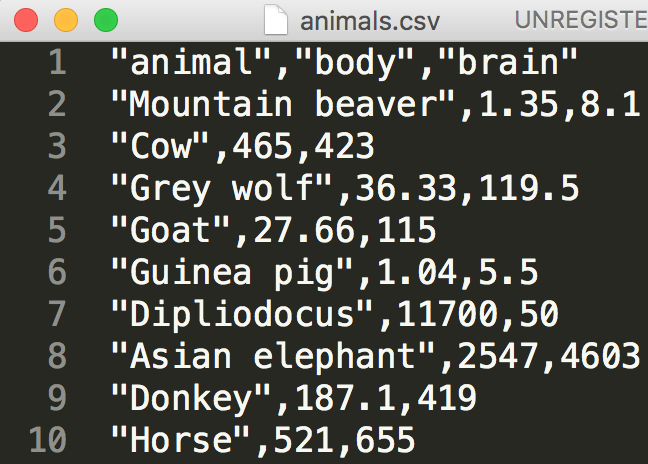 animals.csv
UNREGISTE
1 "animal","body","brain"
2 "Mountain beaver",1.35,8.1
3 "Cow",465,423
4 "Grey wolf",36.33,119.5
5 "Goat",27.66,115
6 "Guinea pig",1.04,5.5
7 "Dipliodocus",11700,50
8 "Asian elephant",2547,4603
9 "Donkey",187.1,419
10 "Horse",521,655